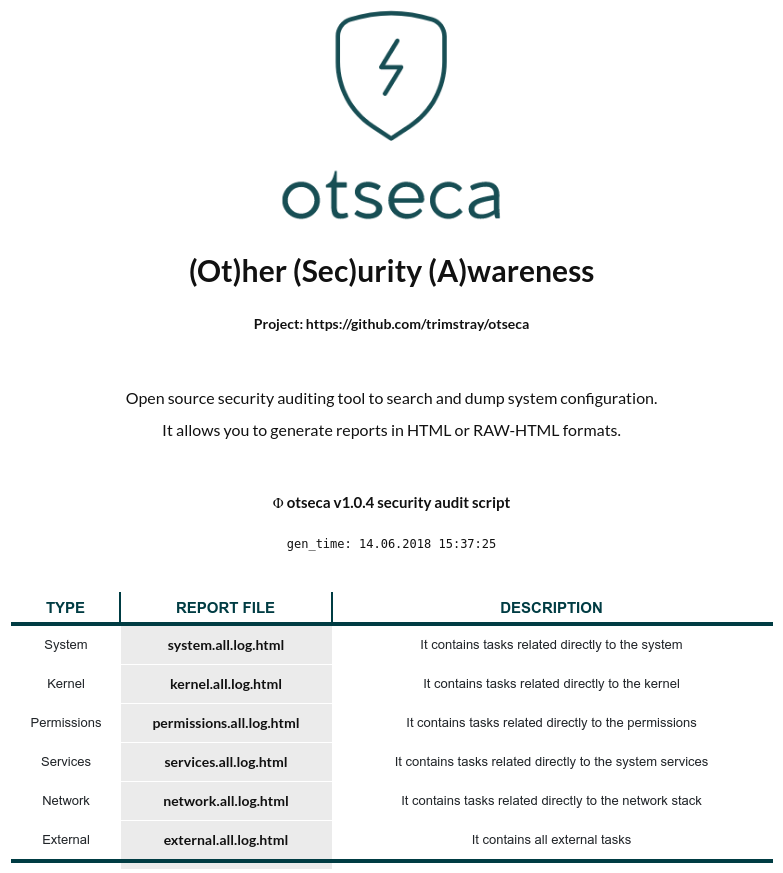 otseca
(Ot)her (Sec)urity (A)wareness
Project: https://github.com/trimstray/otseca
Open source security auditing tool to search and dump system configuration.
It allows you to generate reports in HTML or RAW-HTML formats.
Φ otseca v1.0.4 security audit script
gen_time: 14.06.2018 15:37:25
TYPE REPORT FILE DESCRIPTION
System system.all.log.html It contains tasks related directly to the system
Kernel kernel.all.log.html It contains tasks related directly to the kernel
Permissions permissions.all.log.html It contains tasks related directly to the permissions
Services services.all.log.html It contains tasks related directly to the system services
Network network.all.log.html It contains tasks related directly to the network stack
External external.all.log.html It contains all external tasks